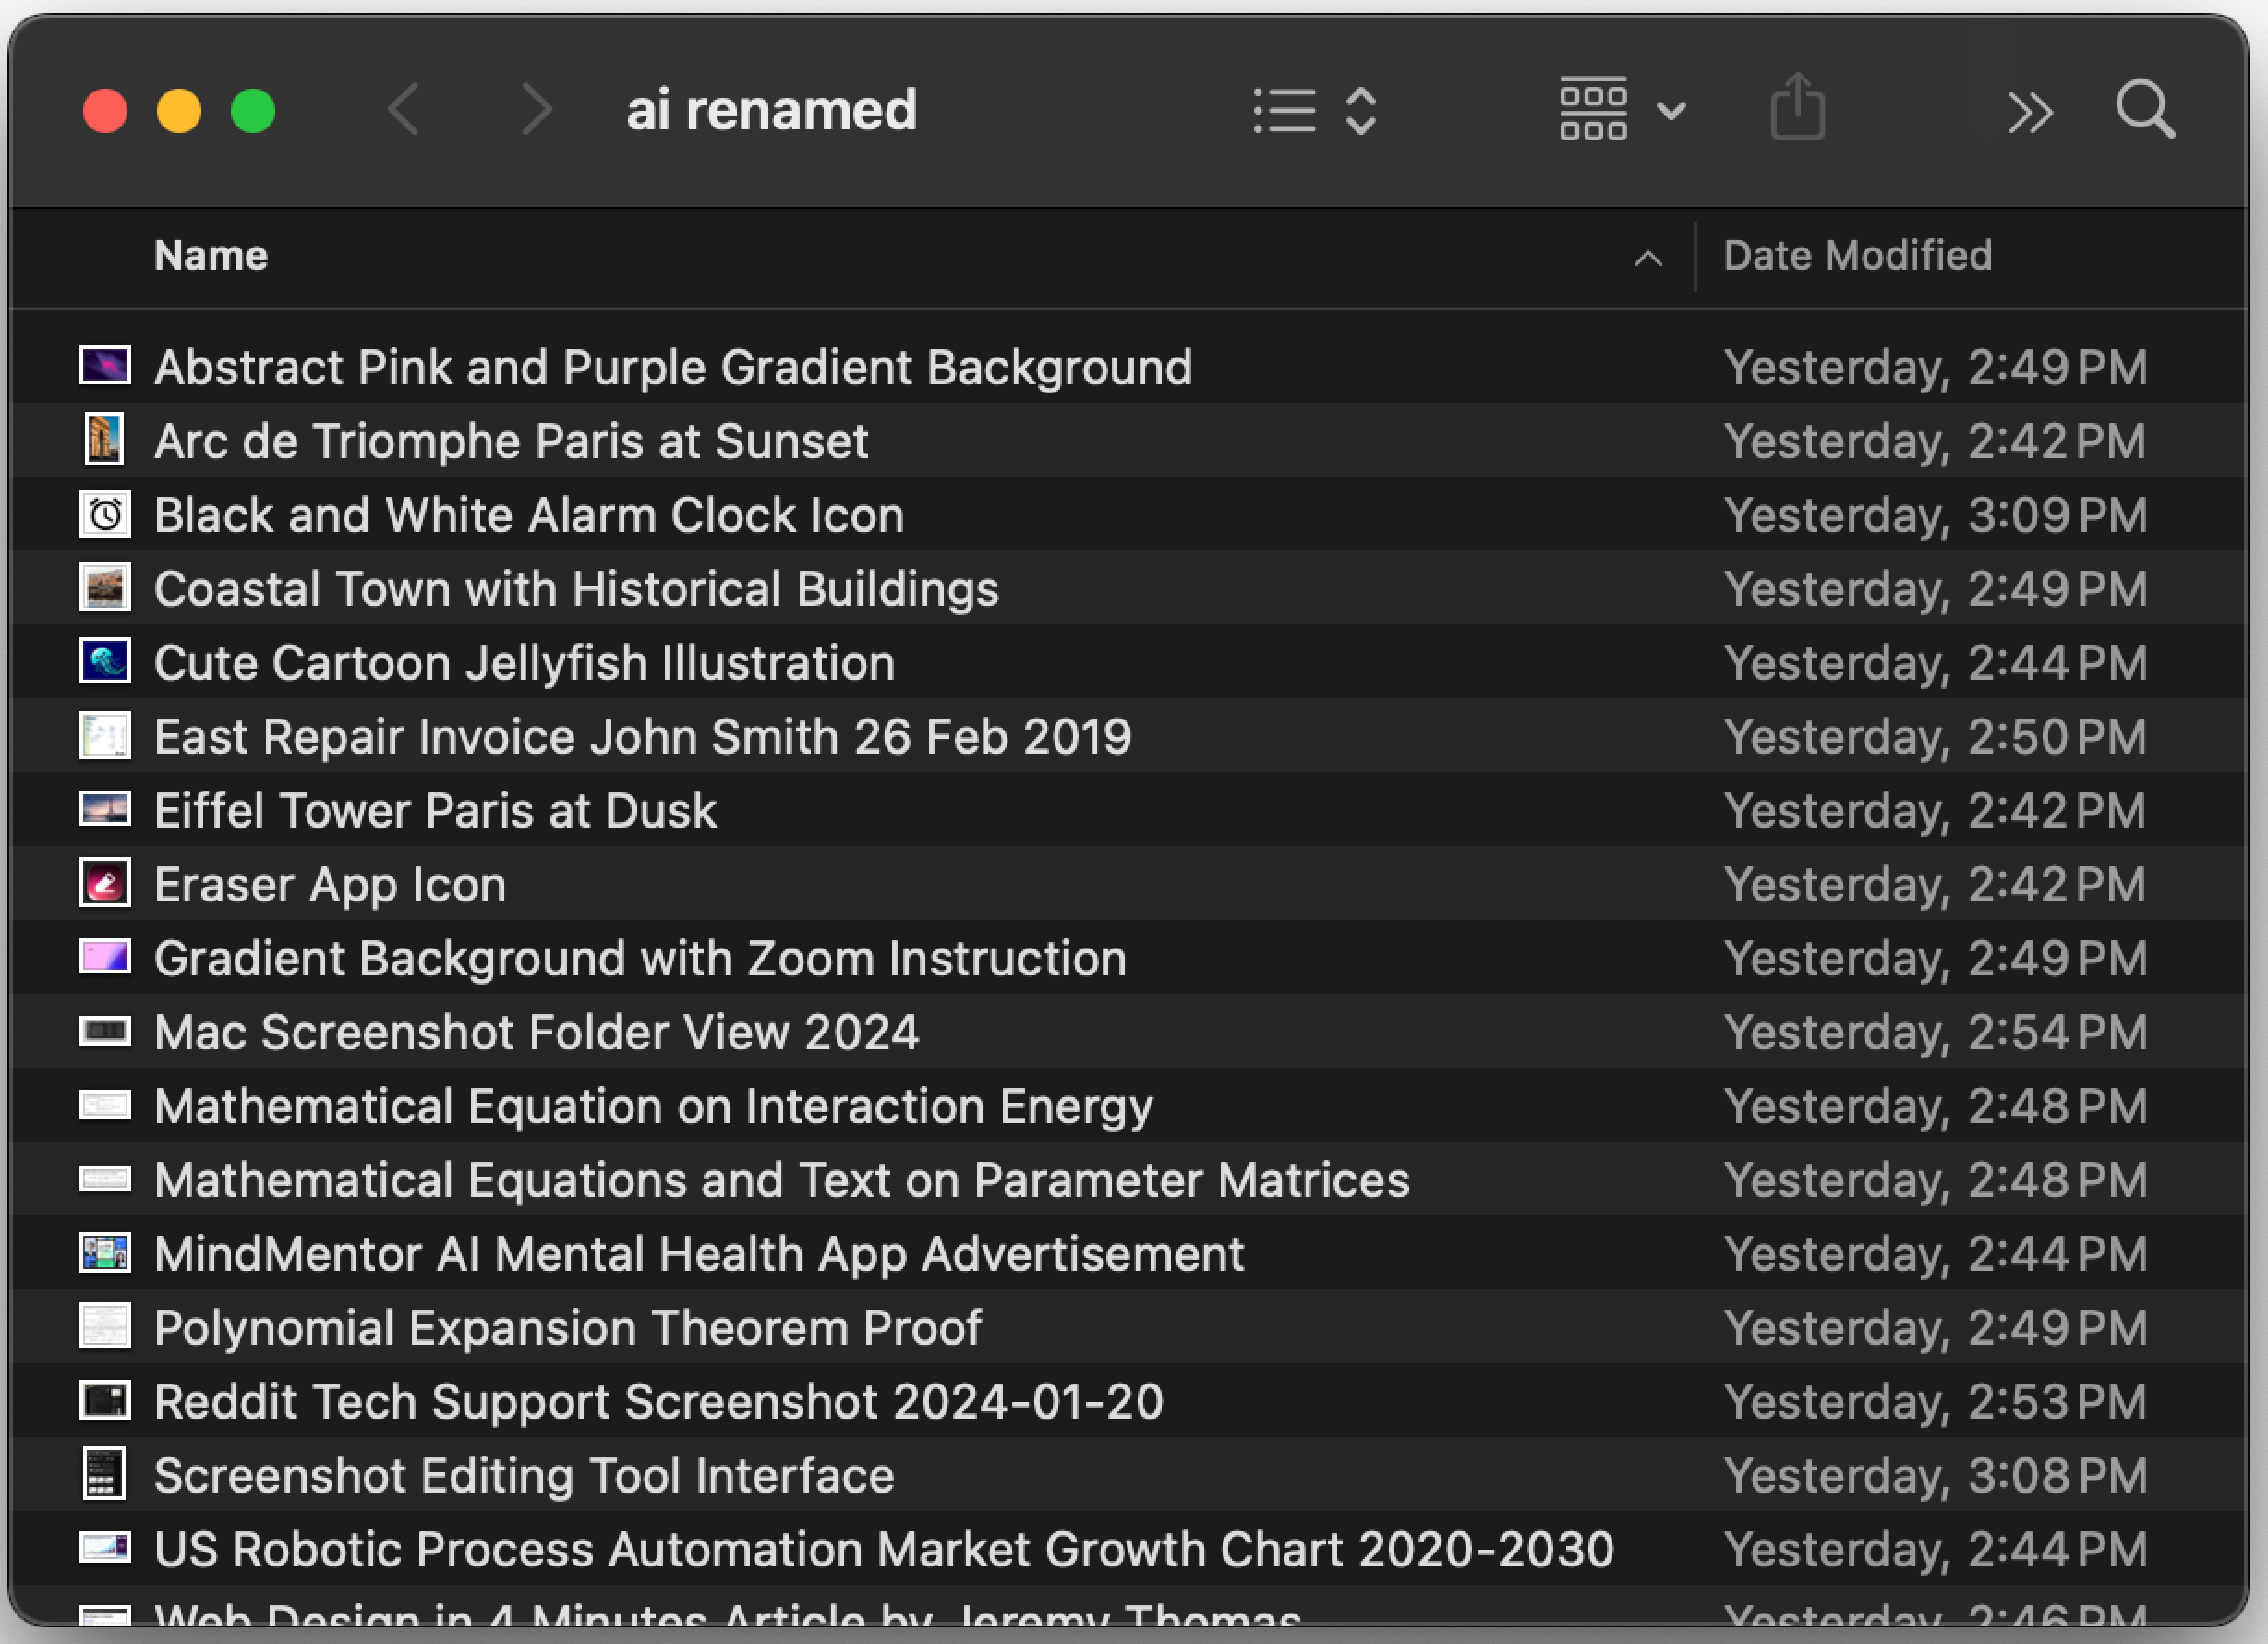 ai renamed
Name Date Modified
Abstract Pink and Purple Gradient Background Yesterday, 2:49 PM
Arc de Triomphe Paris at Sunset Yesterday, 2:42 PM
Black and White Alarm Clock Icon Yesterday, 3:09 PM
Coastal Town with Historical Buildings Yesterday, 2:49 PM
Cute Cartoon Jellyfish Illustration Yesterday, 2:44 PM
East Repair Invoice John Smith 26 Feb 2019 Yesterday, 2:50 PM
Eiffel Tower Paris at Dusk Yesterday, 2:42 PM
Eraser App Icon Yesterday, 2:42 PM
Gradient Background with Zoom Instruction Yesterday, 2:49 PM
Mac Screenshot Folder View 2024 Yesterday, 2:54 PM
Mathematical Equation on Interaction Energy Yesterday, 2:48 PM
Mathematical Equations and Text on Parameter Matrices Yesterday, 2:48 PM
MindMentor AI Mental Health App Advertisement Yesterday, 2:44 PM
Polynomial Expansion Theorem Proof Yesterday, 2:49 PM
Reddit Tech Support Screenshot 2024-01-20 Yesterday, 2:53 PM
Screenshot Editing Tool Interface Yesterday, 3:08 PM
US Robotic Process Automation Market Growth Chart 2020-2030 Yesterday, 2:44 PM
Web Design in 4 Minutes Article by Jeremy Thomas Yesterday, 2:46 PM